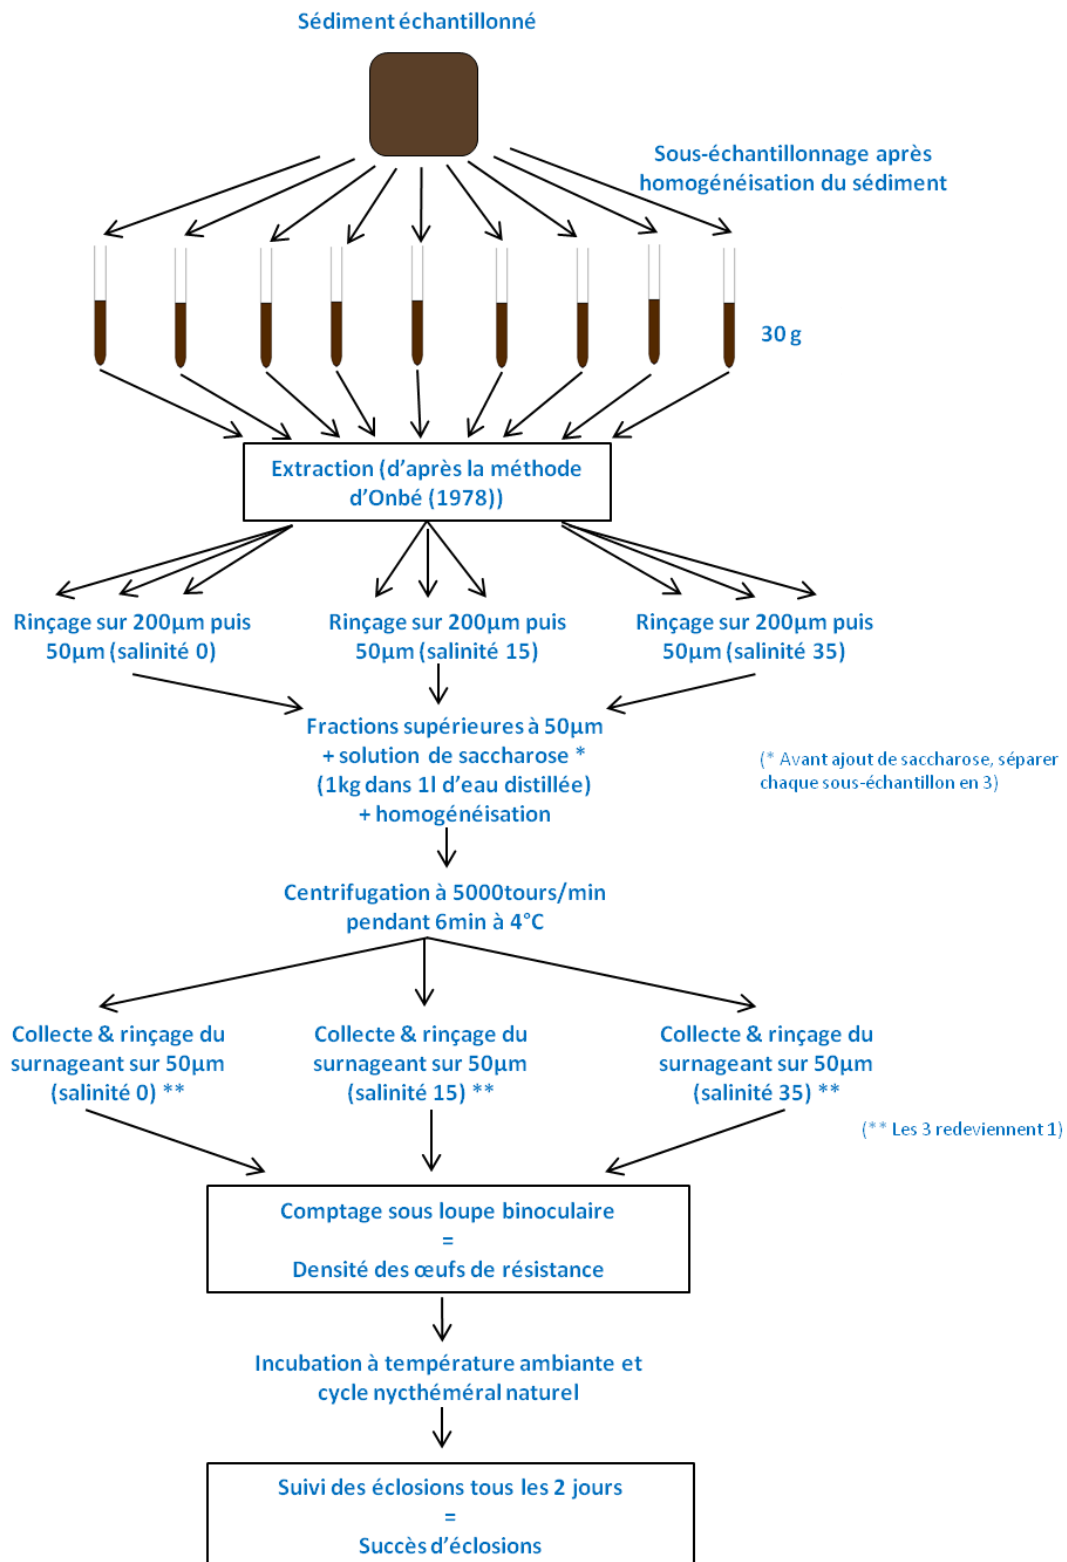 Sédiment échantillonné
Sous-échantillonnage après
homogénéisation du sédiment
30 g
Extraction (d'après la méthode
d'Onbé (1978))
Rinçage sur 200µm puis
50µm (salinité 0)
Rinçage sur 200µm puis
50µm (salinité 15)
Rinçage sur 200µm puis
50µm (salinité 35)
Fractions supérieures à 50µm
+ solution de saccharose *
(1kg dans 1l d'eau distillée)
+ homogénéisation
(* Avant ajout de saccharose, séparer
chaque sous-échantillon en 3)
Centrifugation à 5000tours/min
pendant 6min à 4°C
Collecte & rinçage du
surnageant sur 50µm
(salinité 0) **
Collecte & rinçage du
surnageant sur 50µm
(salinité 15) **
Collecte & rinçage du
surnageant sur 50µm
(salinité 35) **
(** Les 3 redeviennent 1)
Comptage sous loupe binoculaire
=
Densité des œufs de résistance
Incubation à température ambiante et
cycle nycthéméral naturel
Suivi des éclosions tous les 2 jours
=
Succès d'éclosions